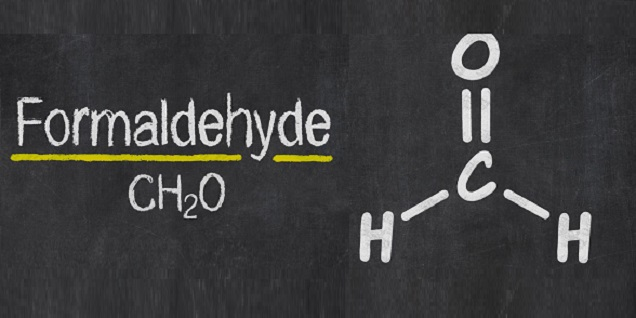 Formaldehyde
CH₂O
O
C
H H